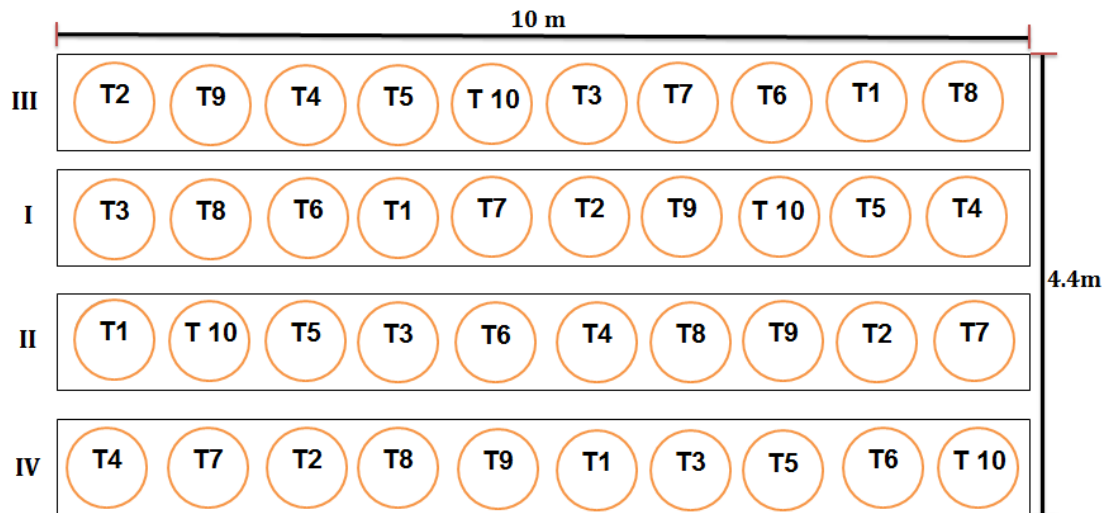 10 m
III T2 T9 T4 T5 T 10 T3 T7 T6 T1 T8
I T3 T8 T6 T1 T7 T2 T9 T 10 T5 T4
4.4m
II T1 T 10 T5 T3 T6 T4 T8 T9 T2 T7
IV T4 T7 T2 T8 T9 T1 T3 T5 T6 T 10